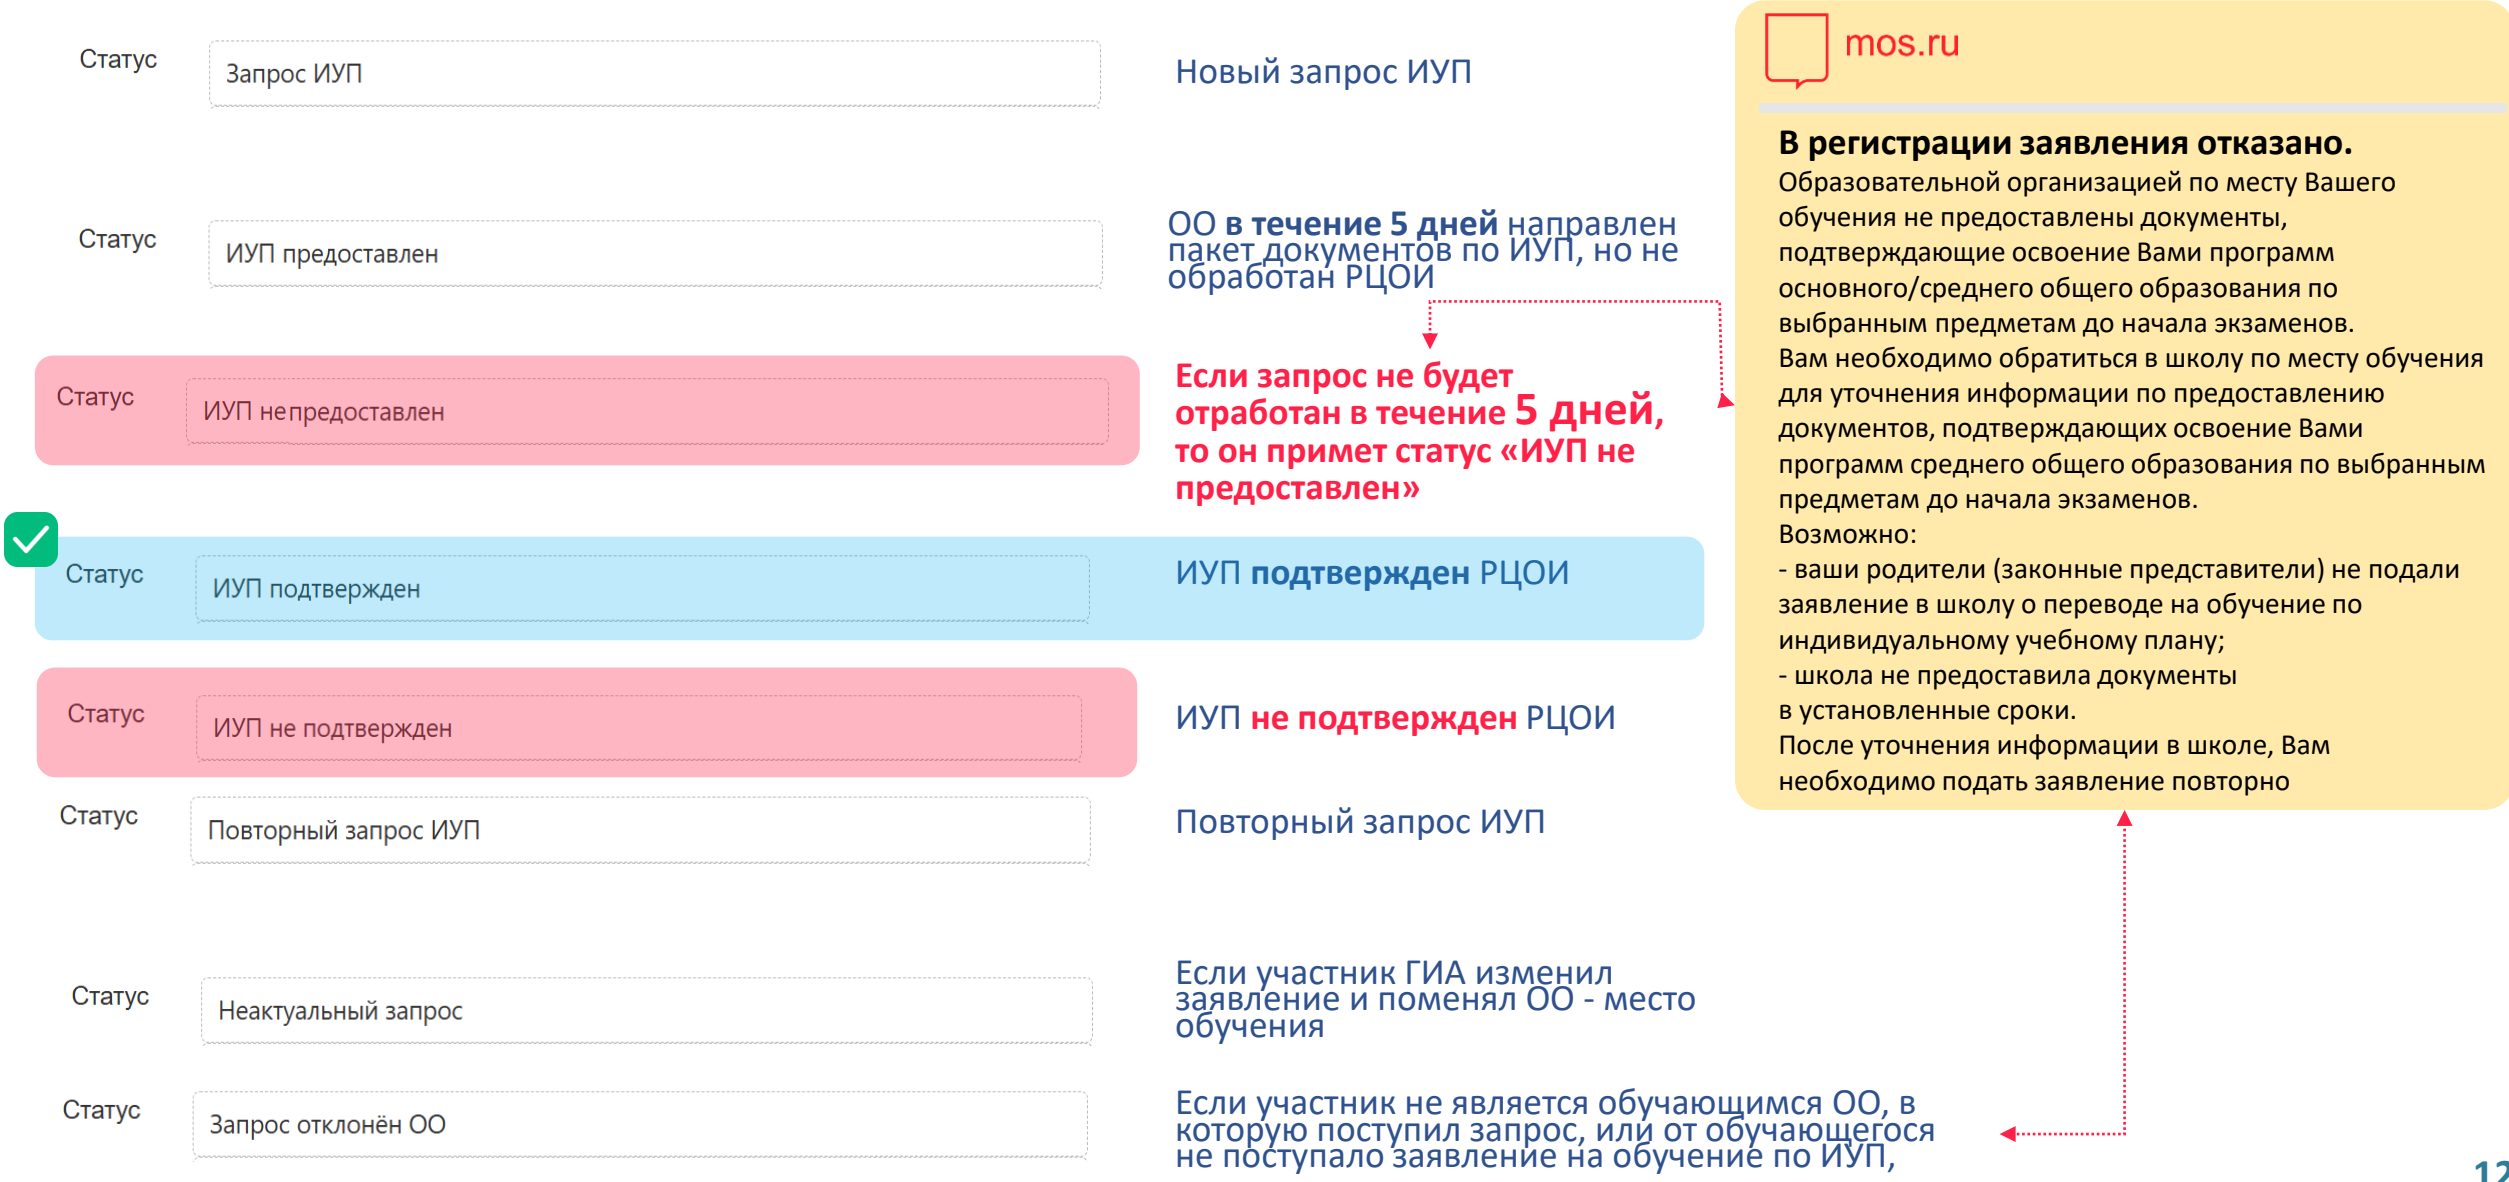 Статус
Запрос ИУП
Новый запрос ИУП
Статус
ИУП предоставлен
ОО в течение 5 дней направлен
пакет документов по ИУП, но не
обработан РЦОИ
Статус
ИУП не предоставлен
Если запрос не будет
отработан в течение 5 дней,
то он примет статус «ИУП не
предоставлен»
Статус
ИУП подтвержден
ИУП подтвержден РЦОИ
Статус
ИУП не подтвержден
ИУП не подтвержден РЦОИ
Статус
Повторный запрос ИУП
Повторный запрос ИУП
Статус
Неактуальный запрос
Если участник ГИА изменил
заявление и поменял ОО - место
обучения
Статус
Запрос отклонён ОО
Если участник не является обучающимся ОО, в
которую поступил запрос, или от обучающегося
не поступало заявление на обучение по ИУП,
mos.ru
В регистрации заявления отказано.
Образовательной организацией по месту Вашего
обучения не предоставлены документы,
подтверждающие освоение Вами программ
основного/среднего общего образования по
выбранным предметам до начала экзаменов.
Вам необходимо обратиться в школу по месту обучения
для уточнения информации по предоставлению
документов, подтверждающих освоение Вами
программ среднего общего образования по выбранным
предметам до начала экзаменов.
Возможно:
- ваши родители (законные представители) не подали
заявление в школу о переводе на обучение по
индивидуальному учебному плану;
- школа не предоставила документы
в установленные сроки.
После уточнения информации в школе, Вам
необходимо подать заявление повторно
12